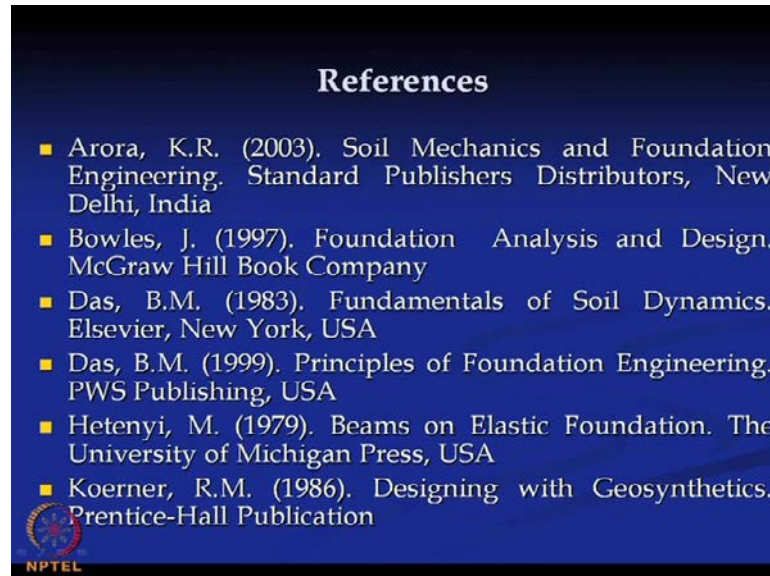 References
Arora, K.R. (2003). Soil Mechanics and Foundation
Engineering. Standard Publishers Distributors, New
Delhi, India
Bowles, J. (1997). Foundation Analysis and Design.
McGraw Hill Book Company
Das, B.M. (1983). Fundamentals of Soil Dynamics.
Elsevier, New York, USA
Das, B.M. (1999). Principles of Foundation Engineering.
PWS Publishing, USA
Hetenyi, M. (1979). Beams on Elastic Foundation. The
University of Michigan Press, USA
Koerner, R.M. (1986). Designing with Geosynthetics.
Prentice-Hall Publication
NPTEL